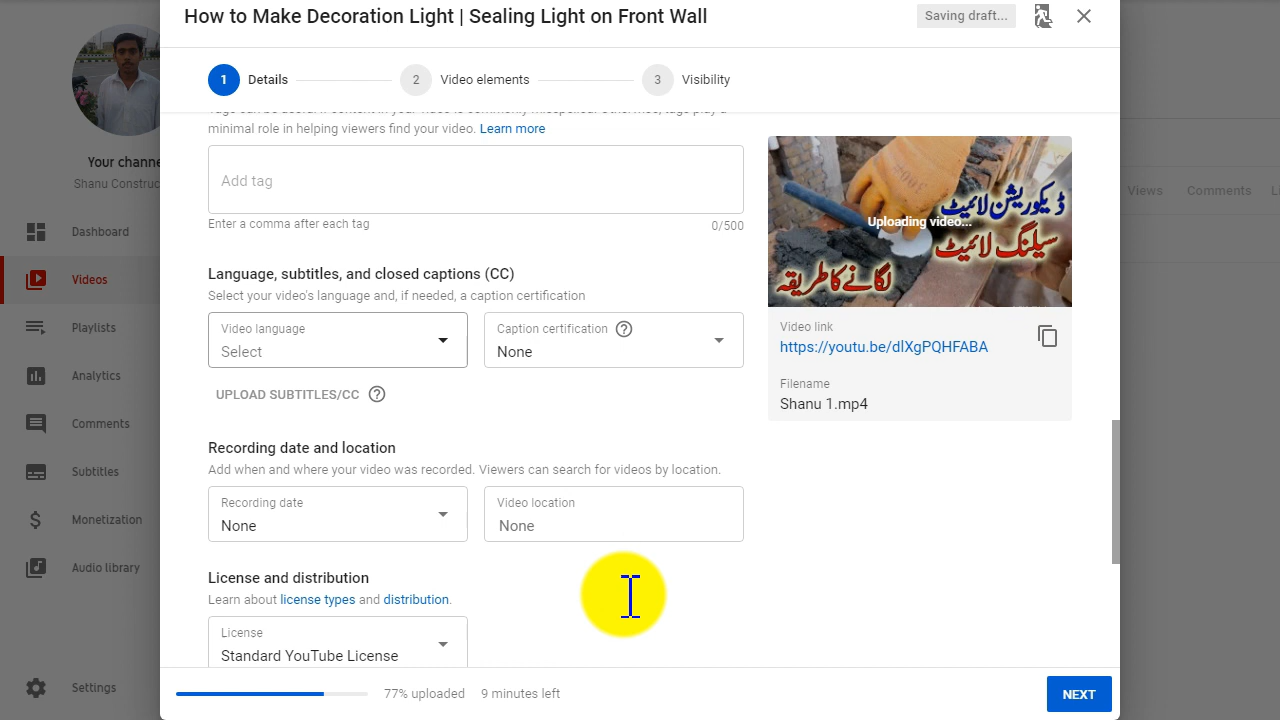 How to Make Decoration Light | Sealing Light on Front Wall
Saving draft...
1 Details
2 Video elements
3 Visibility
minimal role in helping viewers find your video. Learn more
Add tag
Enter a comma after each tag
0/500
Language, subtitles, and closed captions (CC)
Select your video's language and, if needed, a caption certification
Video language
Select
Caption certification
None
UPLOAD SUBTITLES/CC
Recording date and location
Add when and where your video was recorded. Viewers can search for videos by location.
Recording date
None
Video location
None
License and distribution
Learn about license types and distribution.
License
Standard YouTube License
77% uploaded
9 minutes left
NEXT
ڈیکوریشن لائیٹ
Uploading video...
سیلنگ لائیٹ
لگانے کا طریقہ
Video link
https://youtu.be/dlXgPQHFABA
Filename
Shanu 1.mp4
Your channe
Shanu Construc
Dashboard
Videos
Playlists
Analytics
Comments
Subtitles
Monetization
Audio library
Settings
Views
Comments